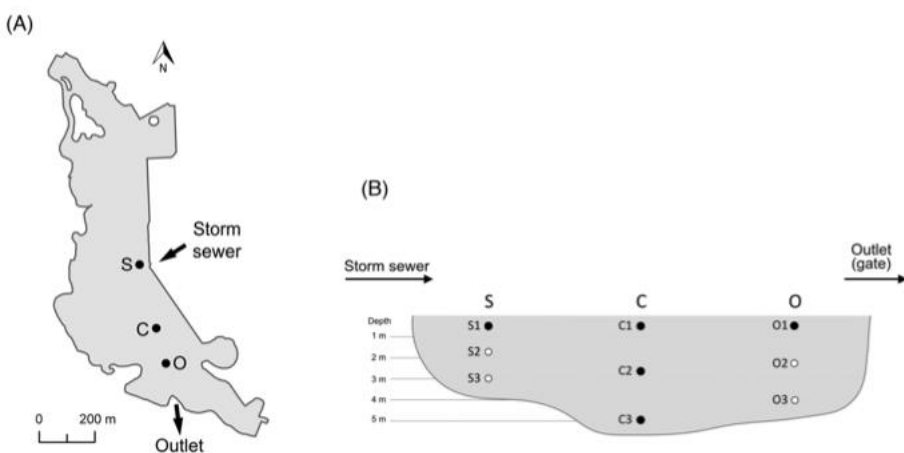 (A)
N
Storm
sewer
S
C
O
0 200 m
Outlet
(B)
Storm sewer
Outlet
(gate)
S C O
Depth
1 m
2 m
3 m
4 m
5 m
S1
S2
S3
C1
C2
C3
O1
O2
O3